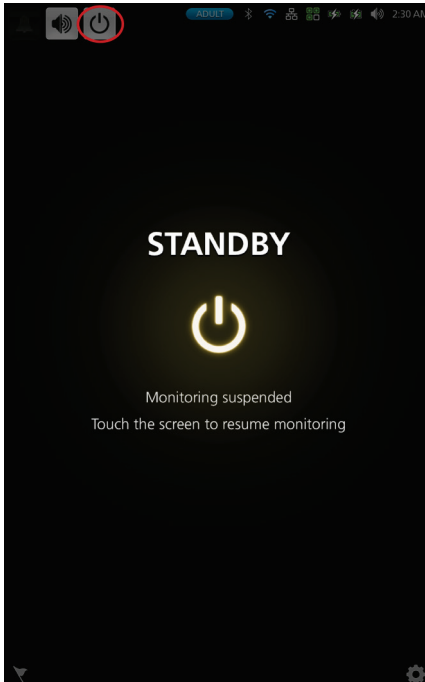 ADULT 2:30 AM
STANDBY
Monitoring suspended
Touch the screen to resume monitoring